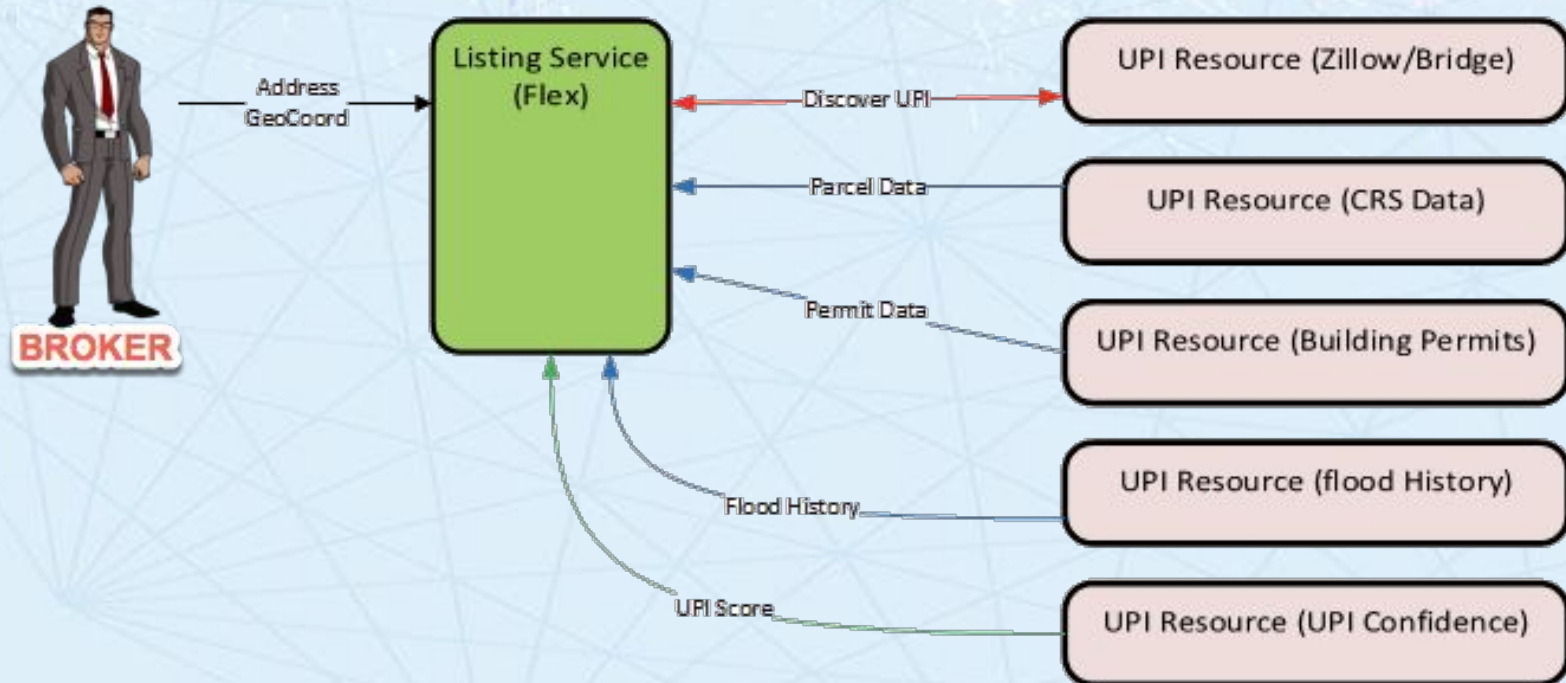 BROKER
Address
GeoCoord
Listing Service
(Flex)
Discover UPI
Parcel Data
Permit Data
Flood History
UPI Score
UPI Resource (Zillow/Bridge)
UPI Resource (CRS Data)
UPI Resource (Building Permits)
UPI Resource (flood History)
UPI Resource (UPI Confidence)